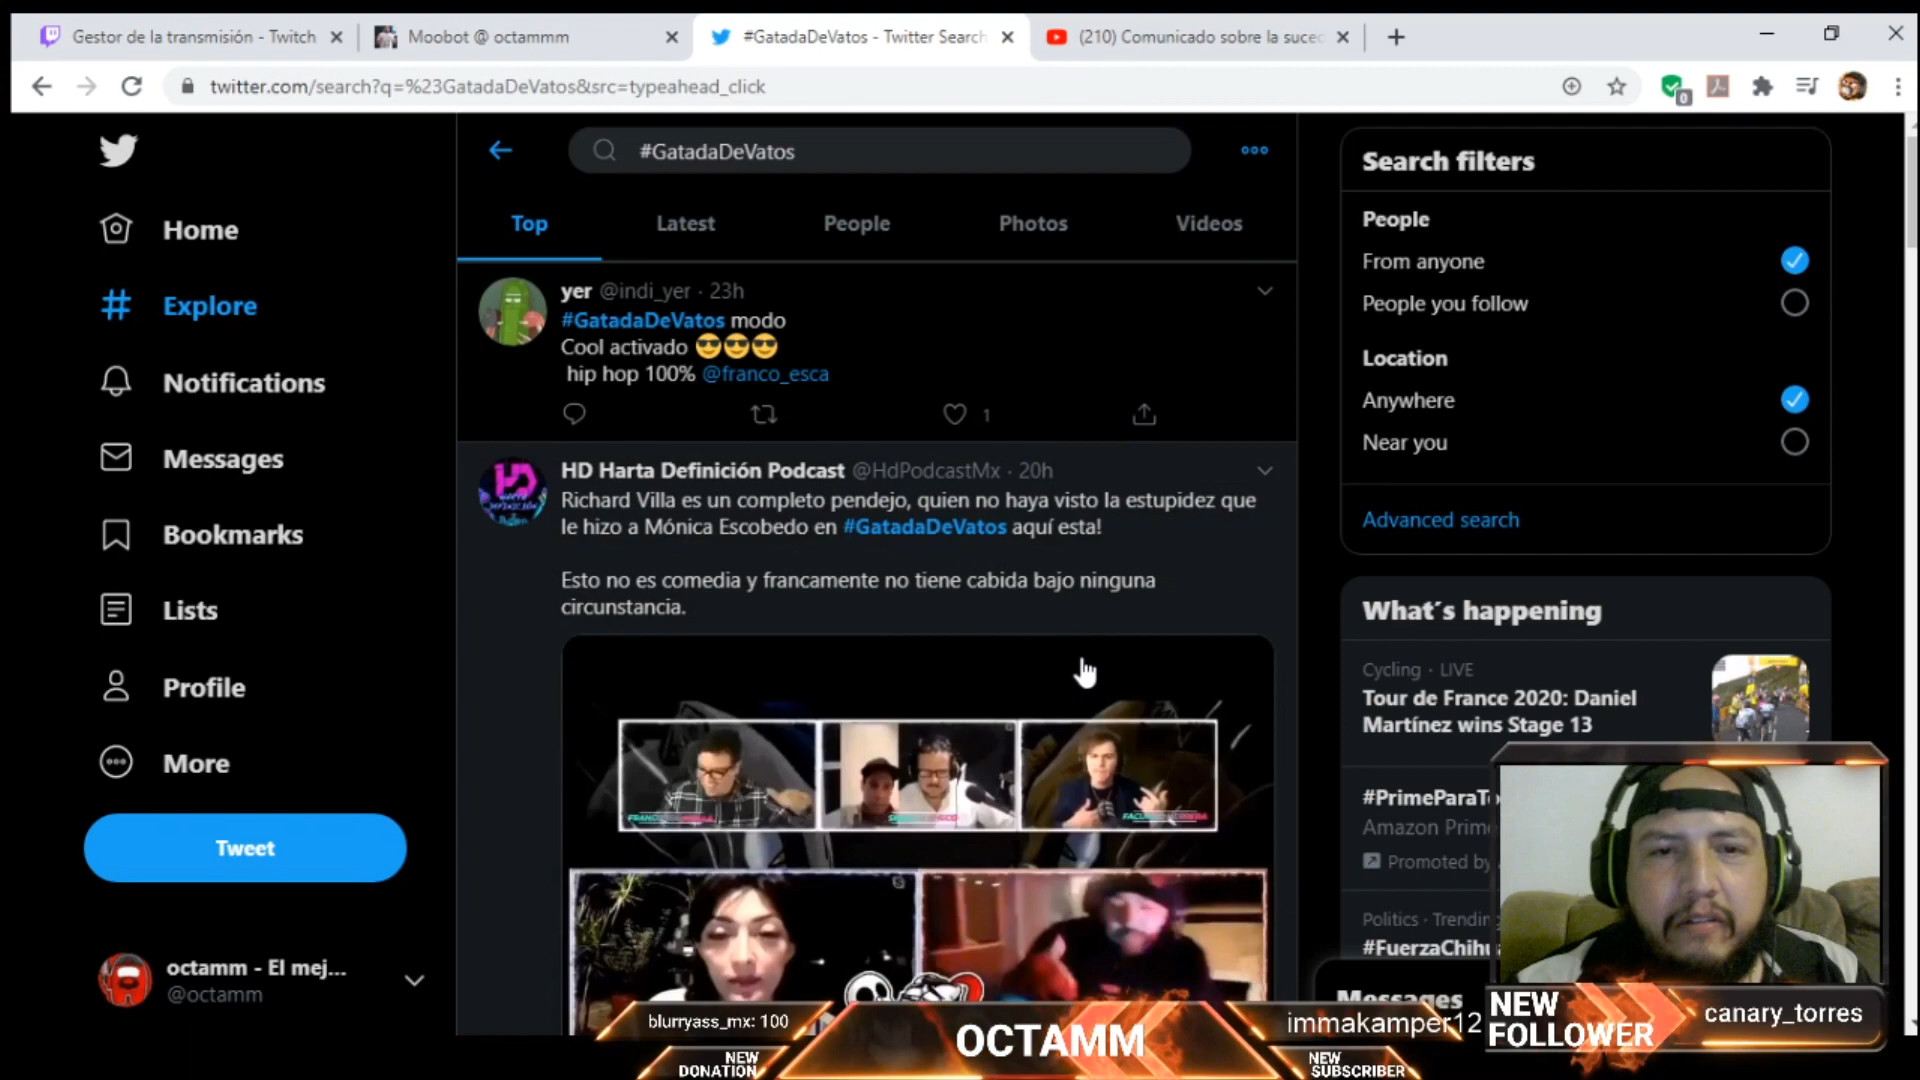 Gestor de la transmisión - Twitch
Moobot @ octammm
#GatadaDeVatos - Twitter Search
(210) Comunicado sobre la suced
twitter.com/search?q=%23GatadaDeVatos&src=typeahead_click
0
Home
Explore
Notifications
Messages
Bookmarks
Lists
Profile
More
Tweet
octamm - El mej...
@octamm
#GatadaDeVatos
Top
Latest
People
Photos
Videos
yer @indi_yer · 23h
#GatadaDeVatos modo
Cool activado
hip hop 100% @franco_esca
1
HD Harta Definición Podcast @HdPodcastMx · 20h
Richard Villa es un completo pendejo, quien no haya visto la estupidez que
le hizo a Mónica Escobedo en #GatadaDeVatos aquí esta!
Esto no es comedia y francamente no tiene cabida bajo ninguna
circunstancia.
Search filters
People
From anyone
People you follow
Location
Anywhere
Near you
Advanced search
What's happening
Cycling · LIVE
Tour de France 2020: Daniel
Martínez wins Stage 13
#PrimeParaTo
Amazon Prime
Promoted by
Politics · Trending
#FuerzaChihu
Messages
blurryass_mx: 100
NEW
DONATION
OCTAMM
immakamper12
NEW
SUBSCRIBER
NEW
FOLLOWER
canary_torres